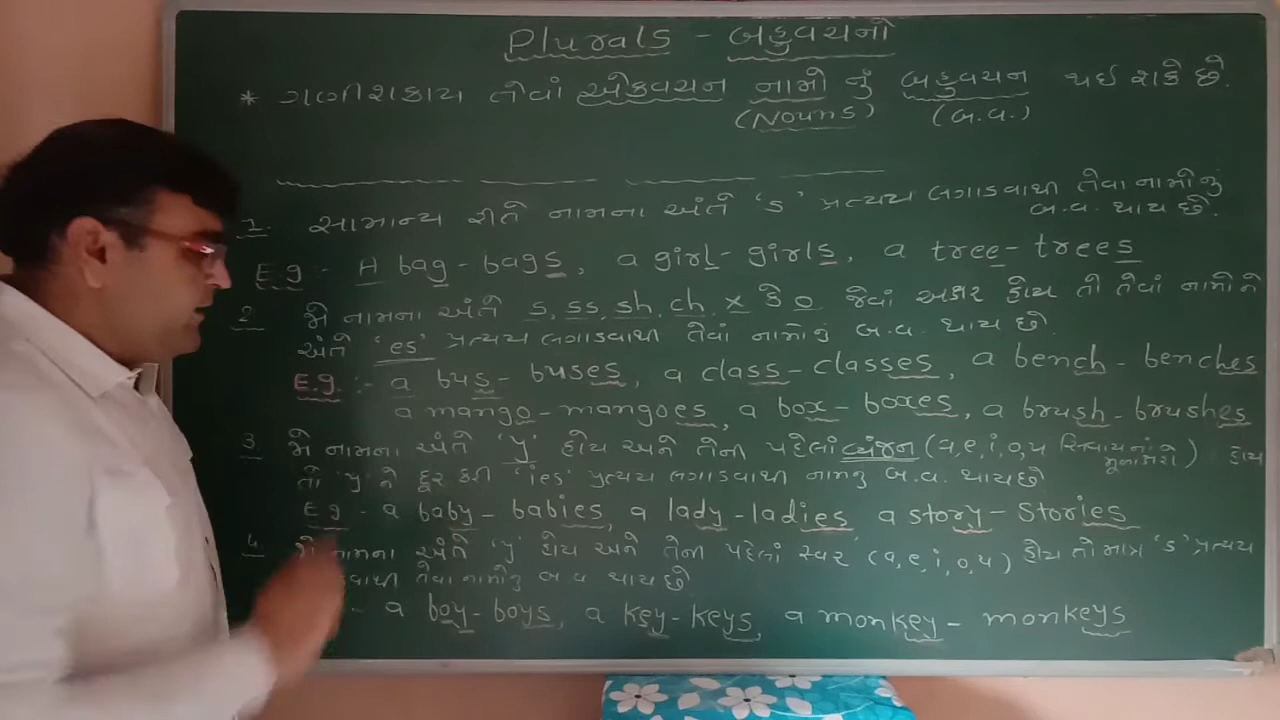 Plurals - બહુવચનો
* ગણી શકાય તેવાં એકવચન નામો નું બહુવચન થઈ શકે છે.
(Nouns) (બ.વ.)
1. સામાન્ય રીતે નામના અંતે 's' પ્રત્યય લગાડવાથી તેવા નામોનું
બ.વ. થાય છે.
E.g :- A bag - bags, a girl - girls, a tree - trees
2 જે નામના અંતે s, ss, sh, ch, x કે o જેવાં અક્ષર હોય તો તેવાં નામોને
અંતે 'es' પ્રત્યય લગાડવાથી તેવાં નામોનું બ.વ. થાય છે.
E.g. :- a bus - buses, a class - classes, a bench - benches
a mango - mangoes, a box - boxes, a brush - brushes
3 જે નામના અંતે 'y' હોય અને તેની પહેલાં વ્યંજન (a, e, i, o, u સિવાયનાં મૂળાક્ષરો) હોય
તો 'y' ને દૂર કરી 'ies' પ્રત્યય લગાડવાથી નામનું બ.વ. થાય છે
E g - a baby - babies, a lady - ladies a story - stories
4 જે નામના અંતે 'y' હોય અને તેની પહેલાં સ્વર (a, e, i, o, u) હોય તો માત્ર 's' પ્રત્યય
તેવા નામોનું બ.વ થાય છે
- a boy - boys, a key - keys, a monkey - monkeys